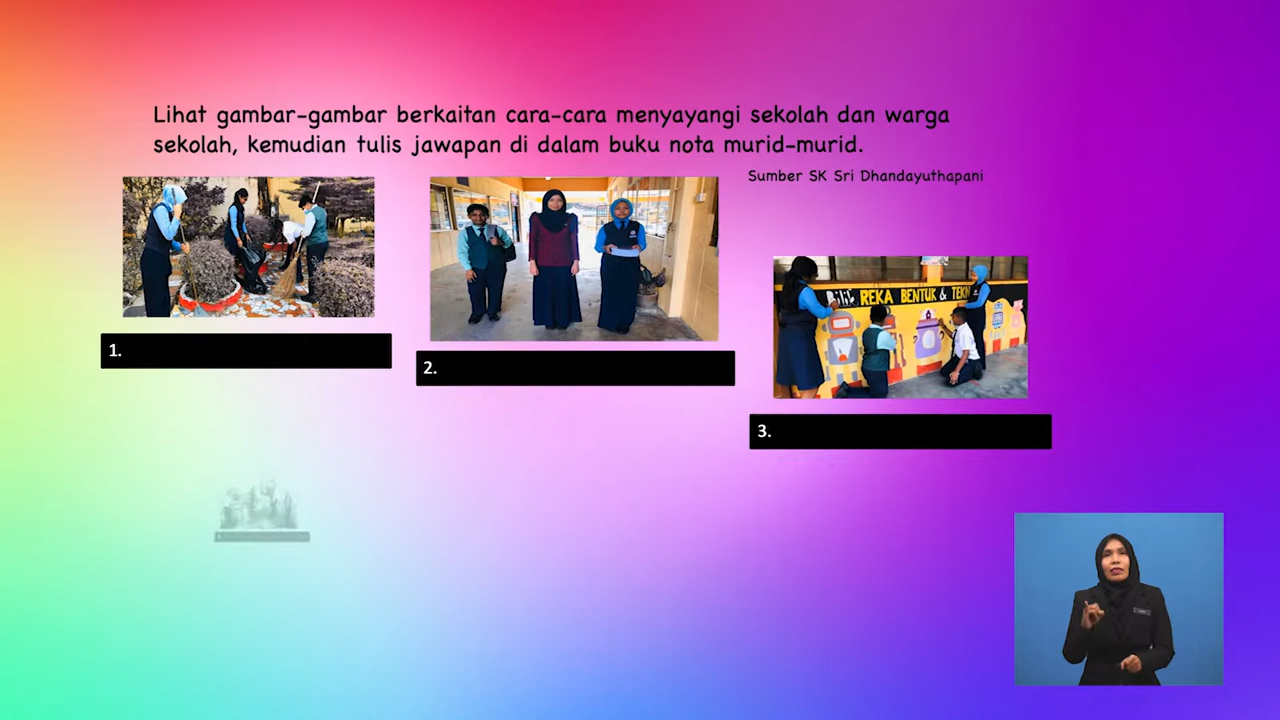 Lihat gambar-gambar berkaitan cara-cara menyayangi sekolah dan warga
sekolah, kemudian tulis jawapan di dalam buku nota murid-murid.
Sumber SK Sri Dhandayuthapani
REKA BENTUK & TEKN
1.
2.
3.